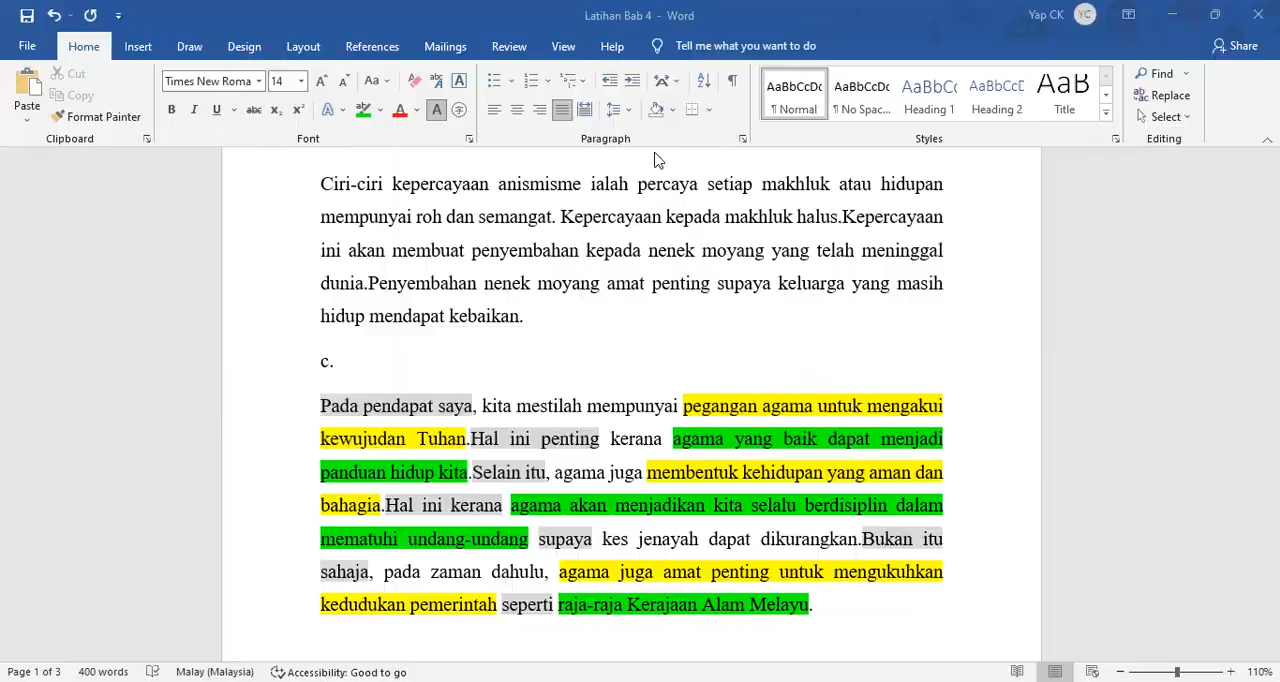 Latihan Bab 4 - Word
Yap CK YC
File Home Insert Draw Design Layout References Mailings Review View Help Tell me what you want to do Share
Paste Cut Copy Format Painter Clipboard
Times New Roma 14 Aa A
B I U abc x₂ x² A A A Font
Paragraph
AaBbCcDc AaBbCcDc AaBbCc AaBbCcD AaB
¶ Normal ¶ No Spac... Heading 1 Heading 2 Title
Styles
Find Replace Select Editing
Ciri-ciri kepercayaan anismisme ialah percaya setiap makhluk atau hidupan
mempunyai roh dan semangat. Kepercayaan kepada makhluk halus.Kepercayaan
ini akan membuat penyembahan kepada nenek moyang yang telah meninggal
dunia.Penyembahan nenek moyang amat penting supaya keluarga yang masih
hidup mendapat kebaikan.
c.
Pada pendapat saya, kita mestilah mempunyai pegangan agama untuk mengakui
kewujudan Tuhan.Hal ini penting kerana agama yang baik dapat menjadi
panduan hidup kita.Selain itu, agama juga membentuk kehidupan yang aman dan
bahagia.Hal ini kerana agama akan menjadikan kita selalu berdisiplin dalam
mematuhi undang-undang supaya kes jenayah dapat dikurangkan.Bukan itu
sahaja, pada zaman dahulu, agama juga amat penting untuk mengukuhkan
kedudukan pemerintah seperti raja-raja Kerajaan Alam Melayu.
Page 1 of 3 400 words Malay (Malaysia) Accessibility: Good to go 110%